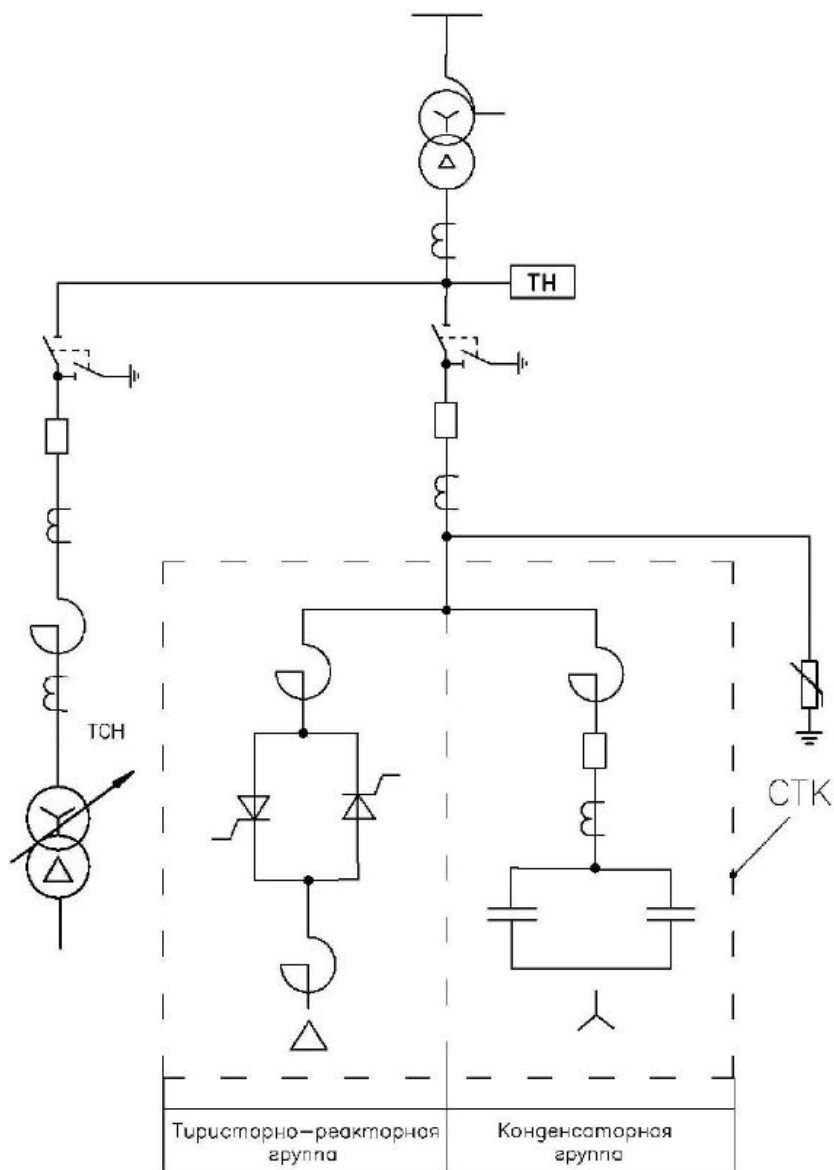 ТН
ТСН
СТК
Тиристорно-реакторная
группа
Конденсаторная
группа